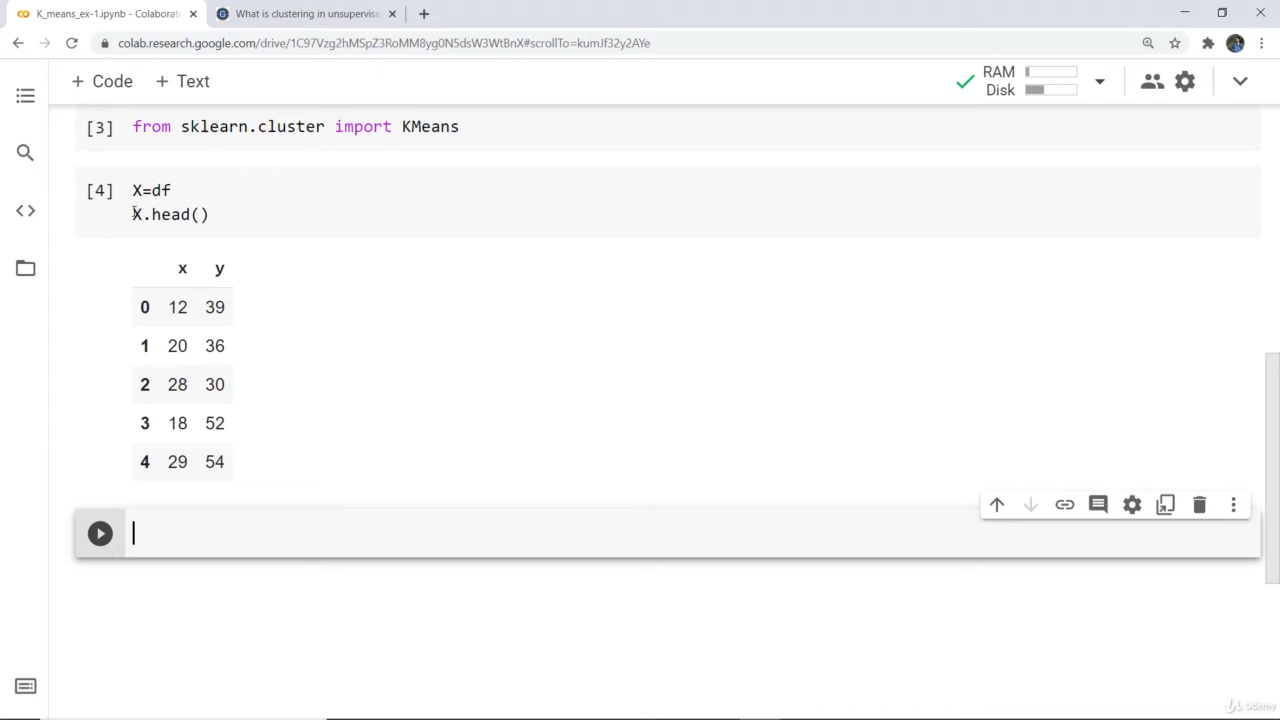 K_means_ex-1.ipynb - Colaborato
What is clustering in unsupervise
colab.research.google.com/drive/1C97Vzg2hMSpZ3RoMM8yg0N5dsW3WtBnX#scrollTo=kumJf32y2AYe
+ Code + Text
RAM
Disk
[3] from sklearn.cluster import KMeans
[4] X=df
X.head()
x y
0 12 39
1 20 36
2 28 30
3 18 52
4 29 54
Udemy